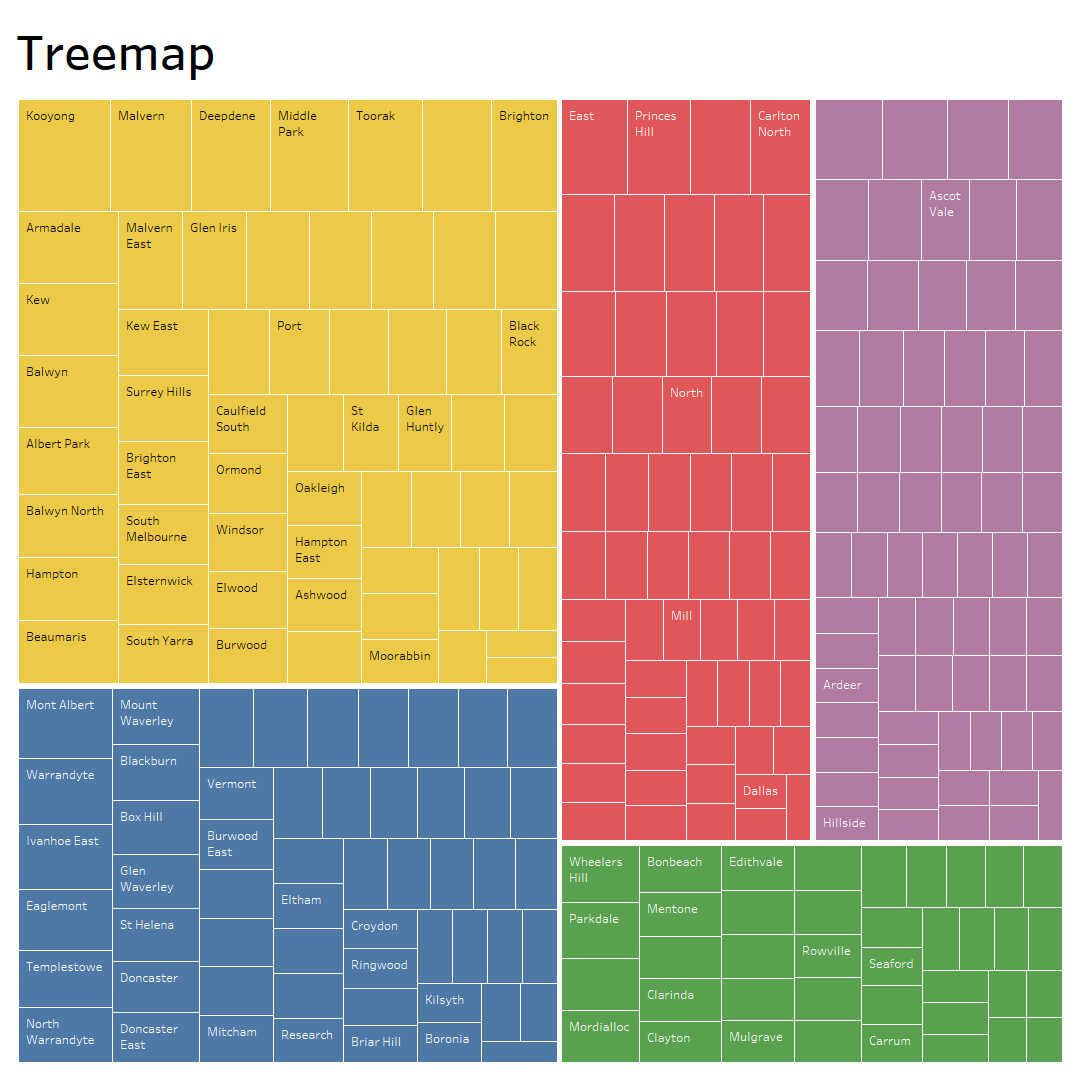 Treemap
Kooyong
Malvern
Deepdene
Middle
Park
Toorak
Brighton
Armadale
Malvern
East
Glen Iris
Kew
Kew East
Port
Black
Rock
Balwyn
Surrey Hills
Caulfield
South
St
Kilda
Glen
Huntly
Albert Park
Brighton
East
Ormond
Oakleigh
Balwyn North
South
Melbourne
Windsor
Hampton
East
Hampton
Elsternwick
Elwood
Ashwood
Beaumaris
South Yarra
Burwood
Moorabbin
East
Princes
Hill
Carlton
North
North
Mill
Dallas
Ascot
Vale
Ardeer
Hillside
Mont Albert
Mount
Waverley
Warrandyte
Blackburn
Vermont
Ivanhoe East
Box Hill
Burwood
East
Eaglemont
Glen
Waverley
Eltham
St Helena
Croydon
Templestowe
Doncaster
Ringwood
North
Warrandyte
Doncaster
East
Mitcham
Research
Briar Hill
Kilsyth
Boronia
Wheelers
Hill
Bonbeach
Edithvale
Parkdale
Mentone
Rowville
Seaford
Clarinda
Mordialloc
Clayton
Mulgrave
Carrum